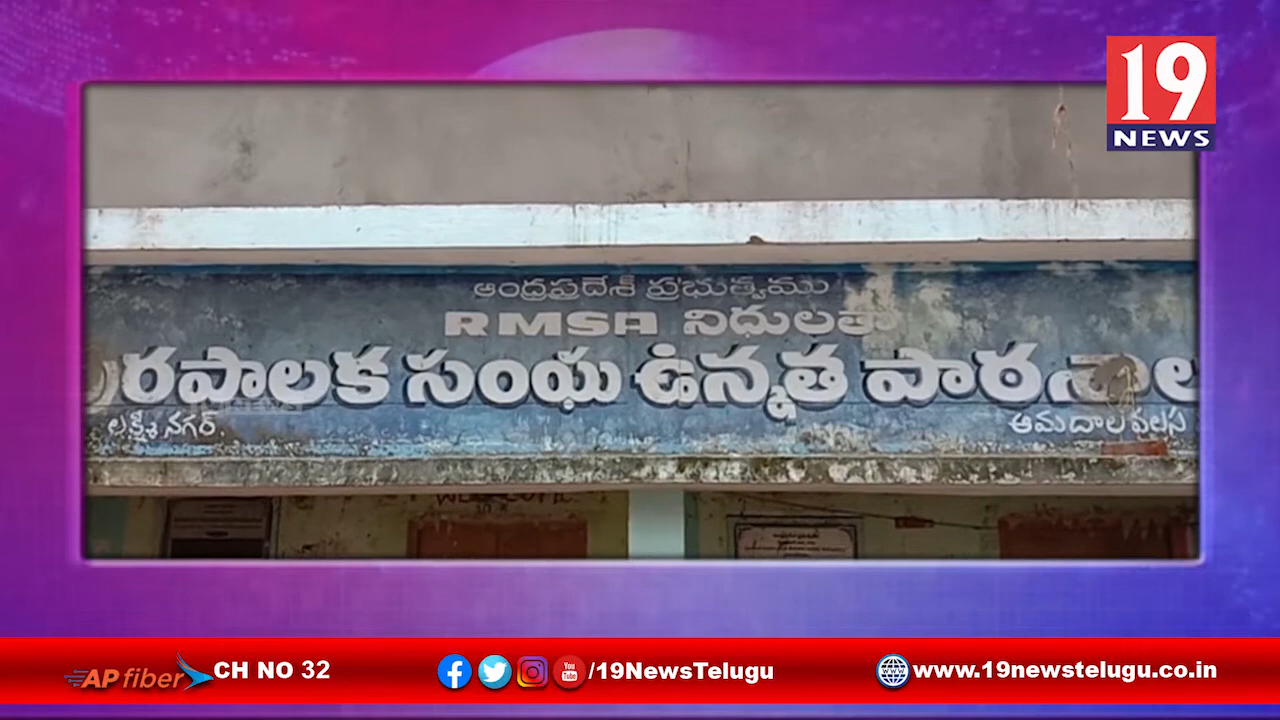 19
NEWS
ఆంధ్రప్రదేశ్ ప్రభుత్వము
RMSA నిధులతో
పురపాలక సంఘ ఉన్నత పాఠశాల
లక్ష్మీ నగర్.
ఆమదాలవలస
WELCOME
AP fiber CH NO 32
/19NewsTelugu
www.19newstelugu.co.in